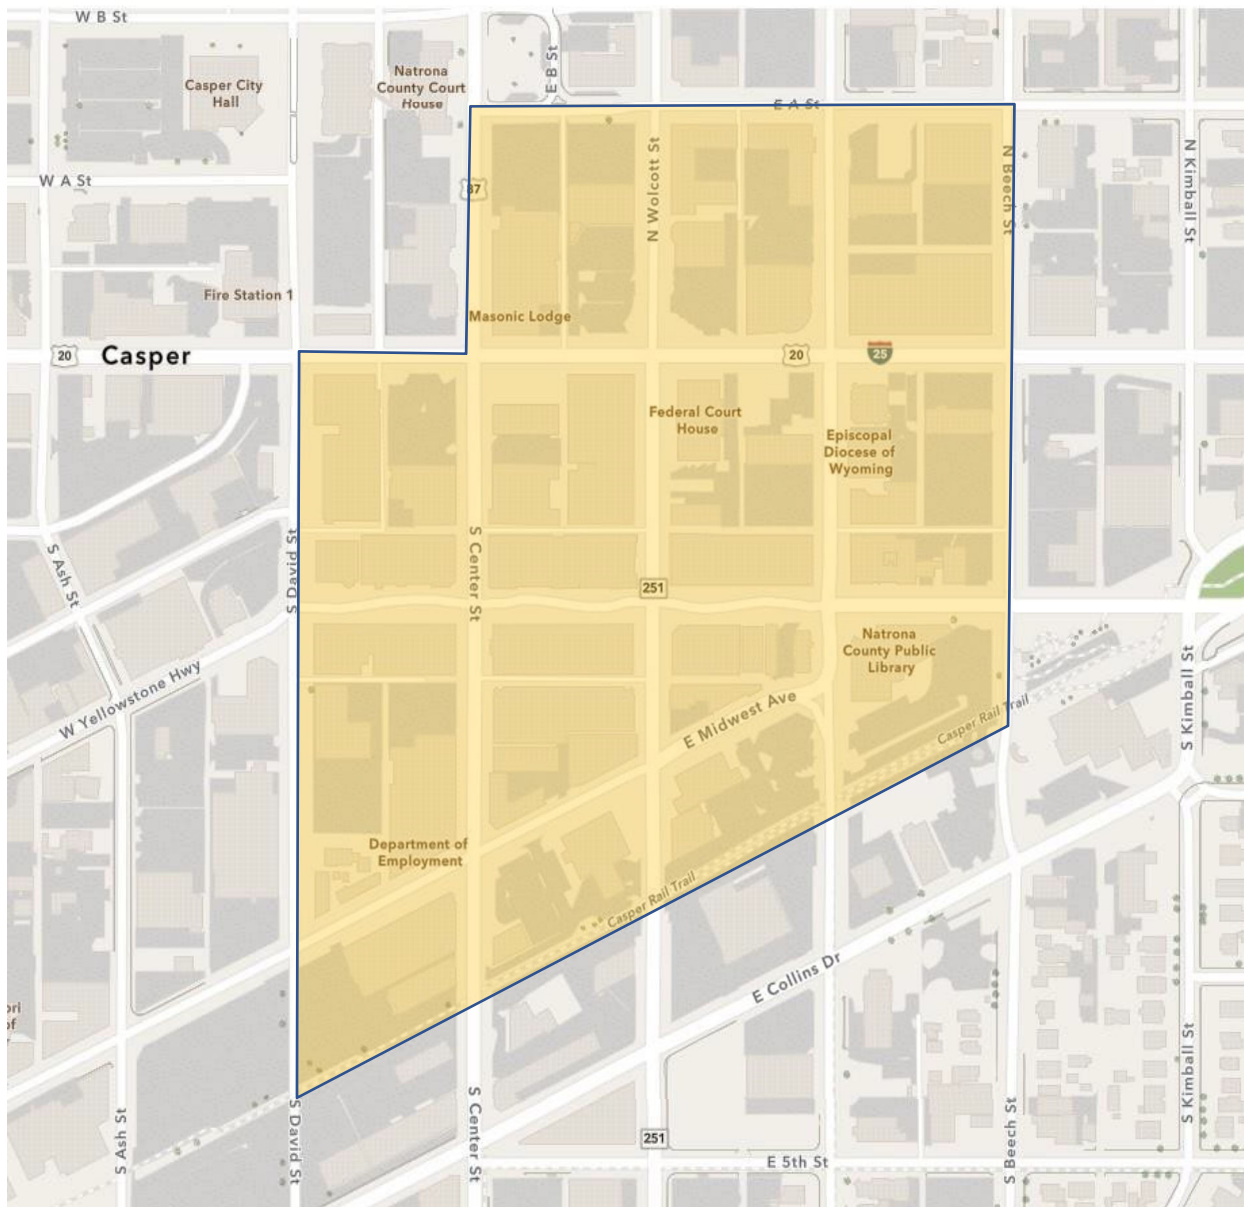 W B St
E B St
Casper City
Hall
Natrona
County Court
House
E A St
W A St
87
N Wolcott St
N Beech St
N Kimball St
Fire Station 1
Masonic Lodge
20
Casper
20
25
Federal Court
House
Episcopal
Diocese of
Wyoming
S Ash St
S David St
S Center St
251
W Yellowstone Hwy
Natrona
County Public
Library
E Midwest Ave
Casper Rail Trail
S Kimball St
Department of
Employment
Casper Rail Trail
E Collins Dr
ori
of
S Ash St
S David St
S Center St
251
E 5th St
S Beech St
S Kimball St